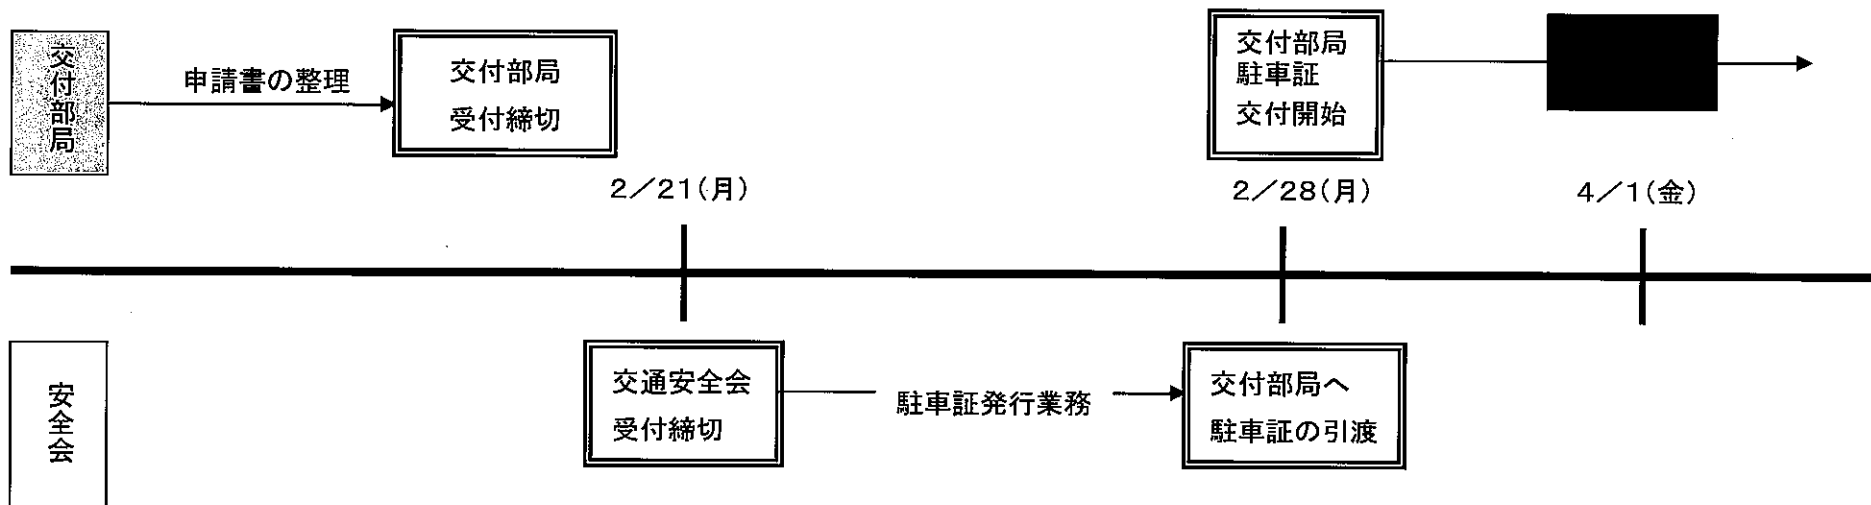 交付部局
申請書の整理
交付部局
受付締切
交付部局
駐車証
交付開始
2/21(月)
2/28(月)
4/1(金)
安全会
交通安全会
受付締切
駐車証発行業務
交付部局へ
駐車証の引渡